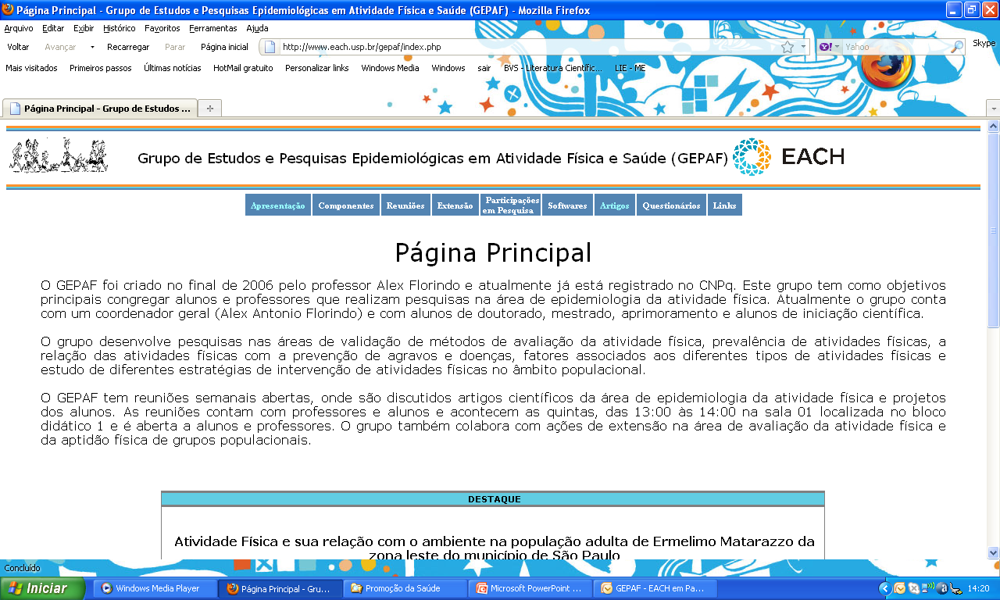 Página Principal - Grupo de Estudos e Pesquisas Epidemiológicas em Atividade Física e Saúde (GEPAF) - Mozilla Firefox
Arquivo Editar Exibir Histórico Favoritos Ferramentas Ajuda
Voltar Avançar Recarregar Página inicial http://www.each.usp.br/gepaf/index.php Yahoo Skype
Mais visitados Primeiros passos Últimas notícias HotMail gratuito Personalizar links Windows Media Windows sair BVS - Literatura Científic... LIE - ME
Página Principal - Grupo de Estudos ...
Grupo de Estudos e Pesquisas Epidemiológicas em Atividade Física e Saúde (GEPAF) EACH
Apresentação Componentes Reuniões Extensão Participações em Pesquisa Softwares Artigos Questionários Links
Página Principal
O GEPAF foi criado no final de 2006 pelo professor Alex Florindo e atualmente já está registrado no CNPq. Este grupo tem como objetivos
principais congregar alunos e professores que realizam pesquisas na área de epidemiologia da atividade física. Atualmente o grupo conta
com um coordenador geral (Alex Antonio Florindo) e com alunos de doutorado, mestrado, aprimoramento e alunos de iniciação científica.
O grupo desenvolve pesquisas nas áreas de validação de métodos de avaliação da atividade física, prevalência de atividades físicas, a
relação das atividades físicas com a prevenção de agravos e doenças, fatores associados aos diferentes tipos de atividades físicas e
estudo de diferentes estratégias de intervenção de atividades físicas no âmbito populacional.
O GEPAF tem reuniões semanais abertas, onde são discutidos artigos científicos da área de epidemiologia da atividade física e projetos
dos alunos. As reuniões contam com professores e alunos e acontecem as quintas, das 13:00 às 14:00 na sala 01 localizada no bloco
didático 1 e é aberta a alunos e professores. O grupo também colabora com ações de extensão na área de avaliação da atividade física e
da aptidão física de grupos populacionais.
DESTAQUE
Atividade Física e sua relação com o ambiente na população adulta de Ermelimo Matarazzo da
zona leste do município de São Paulo
Concluído
Iniciar Windows Media Player Página Principal - Gru... Promoção da Saúde Microsoft PowerPoint ... GEPAF - EACH em Pa... 14:20